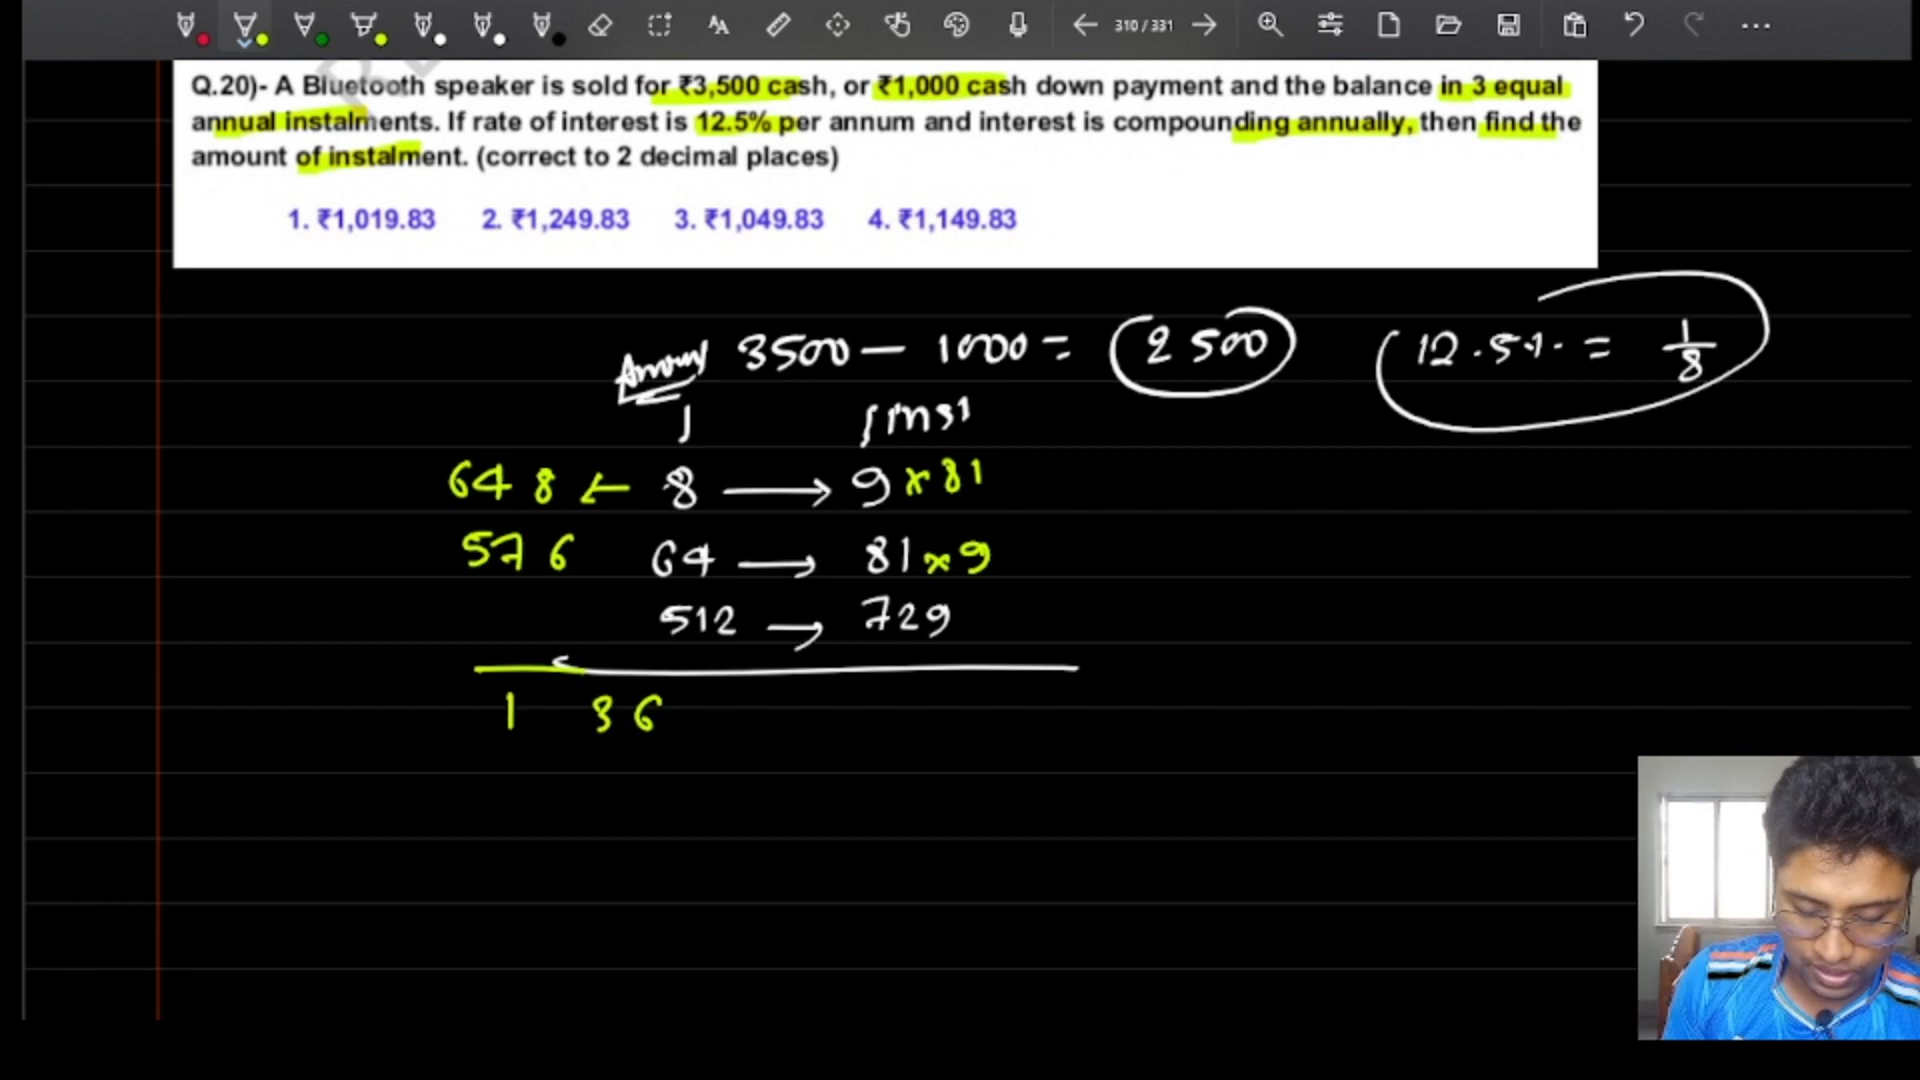 310 / 331
Q.20)- A Bluetooth speaker is sold for ₹3,500 cash, or ₹1,000 cash down payment and the balance in 3 equal
annual instalments. If rate of interest is 12.5% per annum and interest is compounding annually, then find the
amount of instalment. (correct to 2 decimal places)
1. ₹1,019.83 2. ₹1,249.83 3. ₹1,049.83 4. ₹1,149.83
3500 — 1000 = 2500 12.5%. = 1/8
648 ← 8 → 9 × 81
576 64 → 81 × 9
512 → 729
1 36